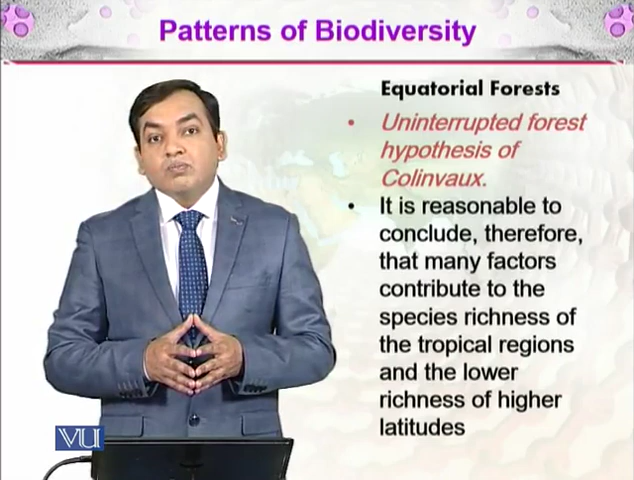 Patterns of Biodiversity
Equatorial Forests
• Uninterrupted forest
hypothesis of
Colinvaux.
• It is reasonable to
conclude, therefore,
that many factors
contribute to the
species richness of
the tropical regions
and the lower
richness of higher
latitudes
VU